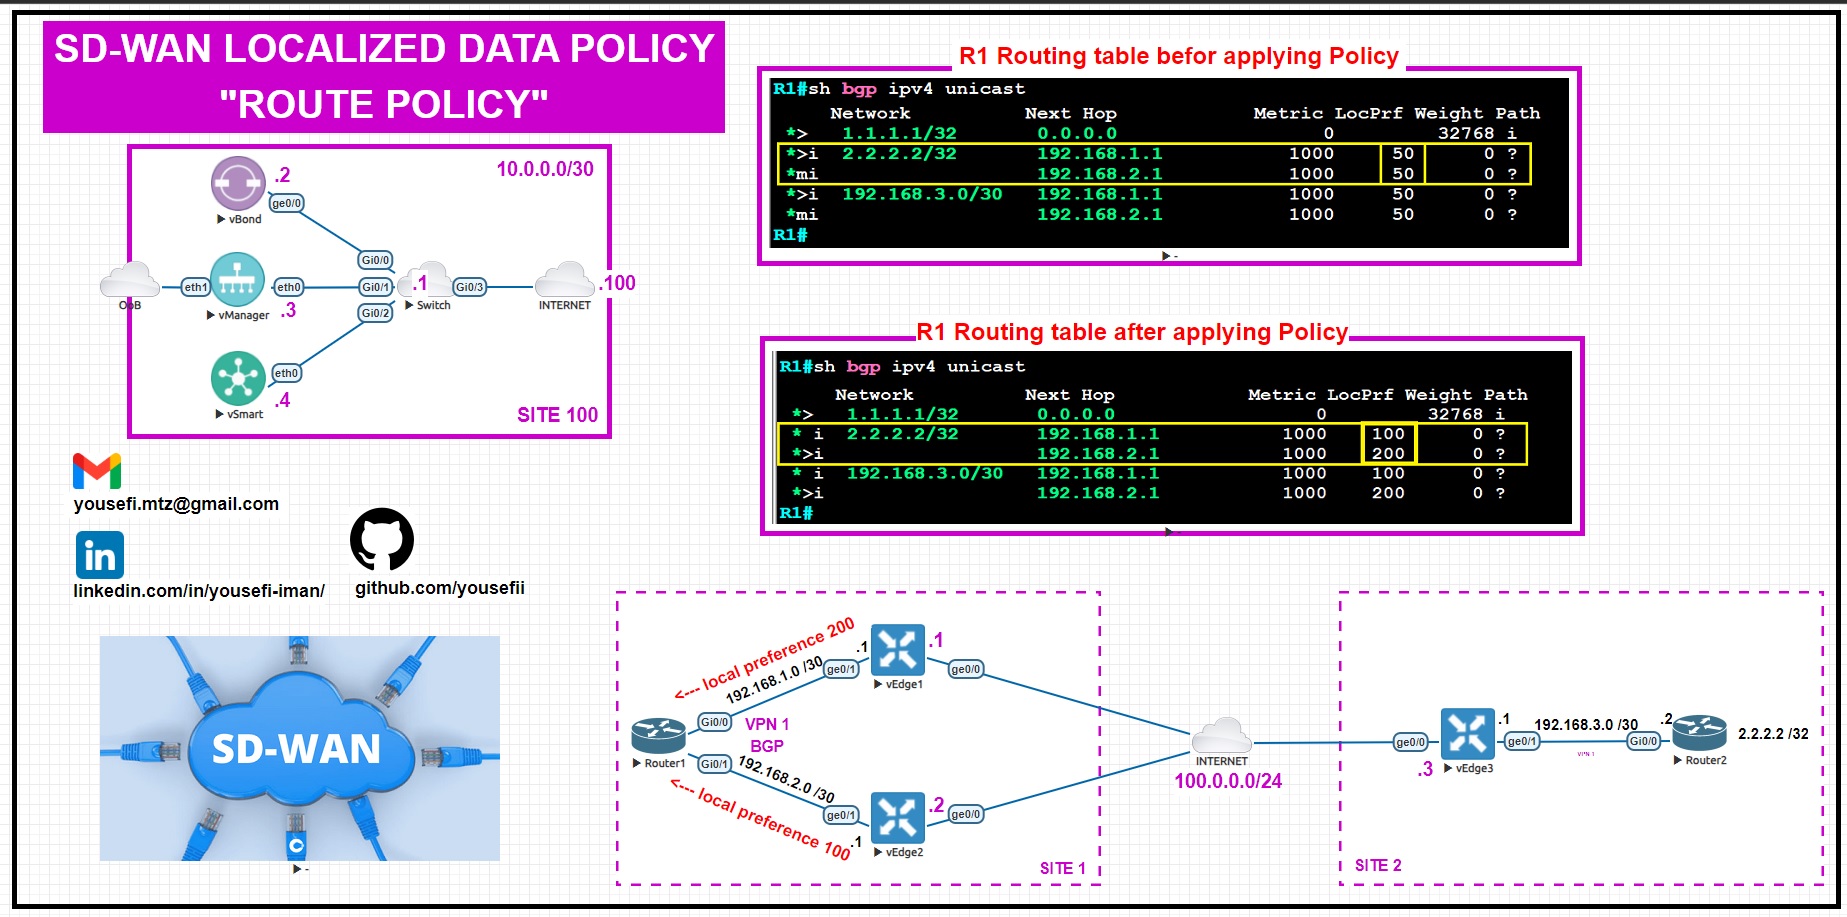 SD-WAN LOCALIZED DATA POLICY
"ROUTE POLICY"
10.0.0.0/30
.2
ge0/0
vBond
OoB
eth1
eth0
vManager
.3
Gi0/0
Gi0/1
Gi0/2
.1
Switch
Gi0/3
INTERNET
.100
eth0
vSmart
.4
SITE 100
R1 Routing table befor applying Policy
R1#sh bgp ipv4 unicast
Network Next Hop Metric LocPrf Weight Path
*> 1.1.1.1/32 0.0.0.0 0 32768 i
*>i 2.2.2.2/32 192.168.1.1 1000 50 0 ?
*mi 192.168.2.1 1000 50 0 ?
*>i 192.168.3.0/30 192.168.1.1 1000 50 0 ?
*mi 192.168.2.1 1000 50 0 ?
R1#
R1 Routing table after applying Policy
R1#sh bgp ipv4 unicast
Network Next Hop Metric LocPrf Weight Path
*> 1.1.1.1/32 0.0.0.0 0 32768 i
* i 2.2.2.2/32 192.168.1.1 1000 100 0 ?
*>i 192.168.2.1 1000 200 0 ?
* i 192.168.3.0/30 192.168.1.1 1000 100 0 ?
*>i 192.168.2.1 1000 200 0 ?
R1#
yousefi.mtz@gmail.com
in
linkedin.com/in/yousefi-iman/
github.com/yousefii
SD-WAN
<--- local preference 200
192.168.1.0 /30
.1
ge0/1
vEdge1
.1
ge0/0
Gi0/0
VPN 1
BGP
Router1
Gi0/1
192.168.2.0 /30
<--- local preference 100
ge0/1
.1
vEdge2
.2
ge0/0
SITE 1
INTERNET
100.0.0.0/24
ge0/0
.3
vEdge3
.1
ge0/1
192.168.3.0 /30
VPN 1
.2
Gi0/0
Router2
2.2.2.2 /32
SITE 2